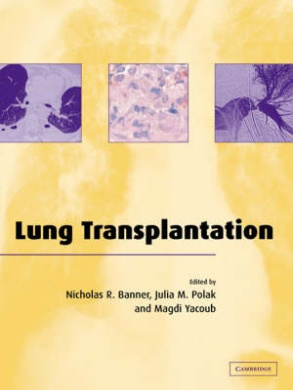 Lung Transplantation
Edited by
Nicholas R. Banner, Julia M. Polak
and Magdi Yacoub
CAMBRIDGE